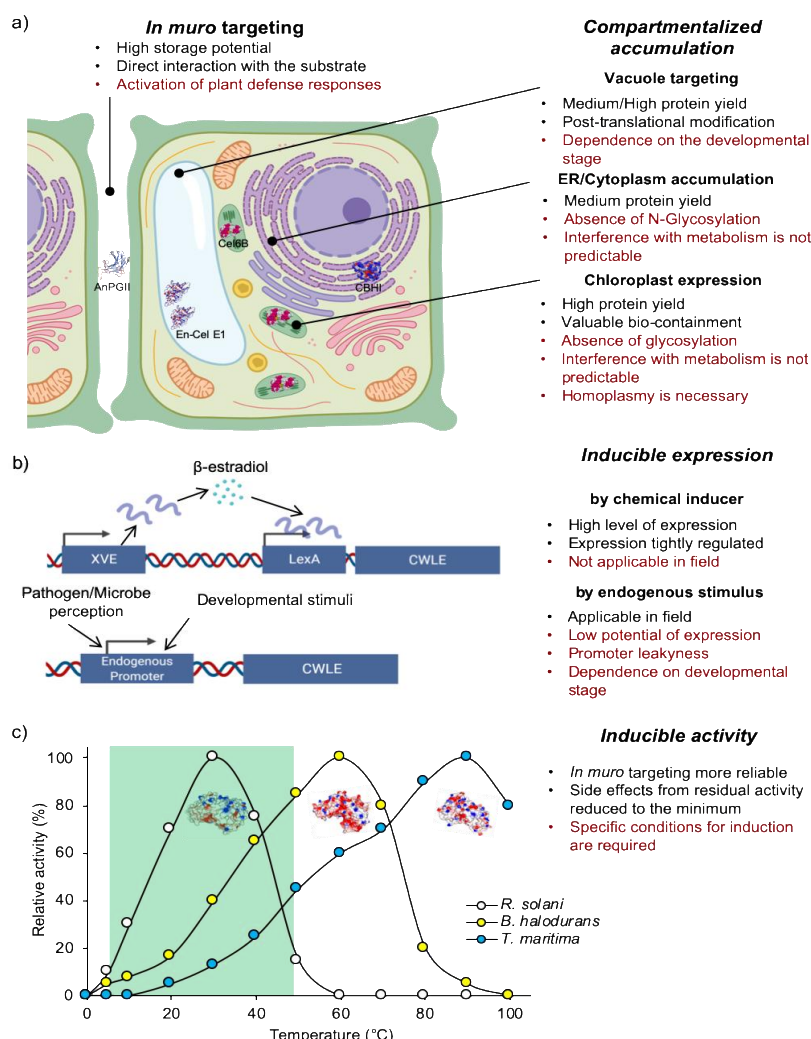 a)
In muro targeting
• High storage potential
• Direct interaction with the substrate
• Activation of plant defense responses
Compartmentalized
accumulation
Vacuole targeting
• Medium/High protein yield
• Post-translational modification
• Dependence on the developmental
stage
ER/Cytoplasm accumulation
• Medium protein yield
• Absence of N-Glycosylation
• Interference with metabolism is not
predictable
Chloroplast expression
• High protein yield
• Valuable bio-containment
• Absence of glycosylation
• Interference with metabolism is not
predictable
• Homoplasmy is necessary
Cel6B
AnPGII
CBHI
En-Cel E1
b)
β-estradiol
XVE
LexA
CWLE
Pathogen/Microbe
perception
Developmental stimuli
Endogenous
Promoter
CWLE
Inducible expression
by chemical inducer
• High level of expression
• Expression tightly regulated
• Not applicable in field
by endogenous stimulus
• Applicable in field
• Low potential of expression
• Promoter leakyness
• Dependence on developmental
stage
c)
Relative activity (%)
100
80
60
40
20
0
0
20
40
60
80
100
Temperature (°C)
R. solani
B. halodurans
T. maritima
Inducible activity
• In muro targeting more reliable
• Side effects from residual activity
reduced to the minimum
• Specific conditions for induction
are required